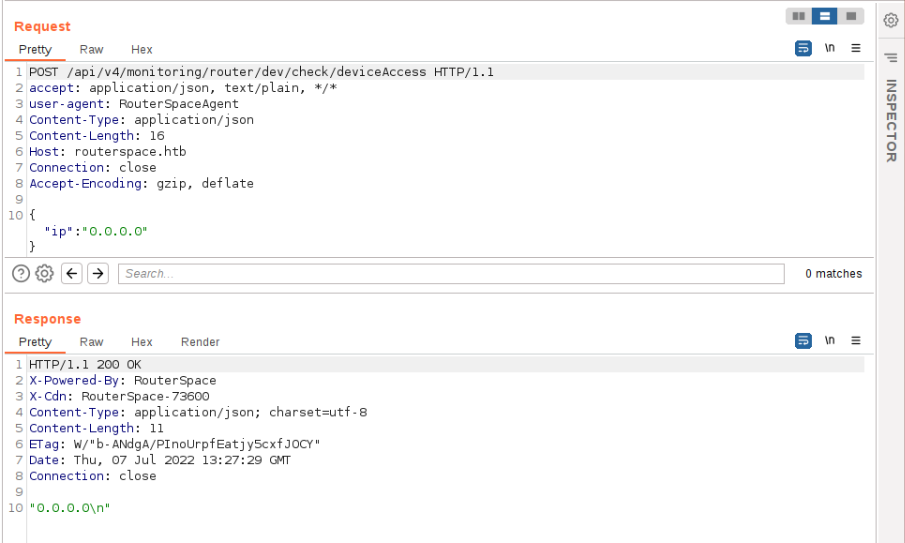 Request
Pretty Raw Hex \n
1 POST /api/v4/monitoring/router/dev/check/deviceAccess HTTP/1.1
2 accept: application/json, text/plain, */*
3 user-agent: RouterSpaceAgent
4 Content-Type: application/json
5 Content-Length: 16
6 Host: routerspace.htb
7 Connection: close
8 Accept-Encoding: gzip, deflate
9
10 {
"ip":"0.0.0.0"
}
Search... 0 matches
Response
Pretty Raw Hex Render \n
1 HTTP/1.1 200 OK
2 X-Powered-By: RouterSpace
3 X-Cdn: RouterSpace-73600
4 Content-Type: application/json; charset=utf-8
5 Content-Length: 11
6 ETag: W/"b-ANdgA/PInoUrpfEatjy5cxfJOCY"
7 Date: Thu, 07 Jul 2022 13:27:29 GMT
8 Connection: close
9
10 "0.0.0.0\n"
INSPECTOR